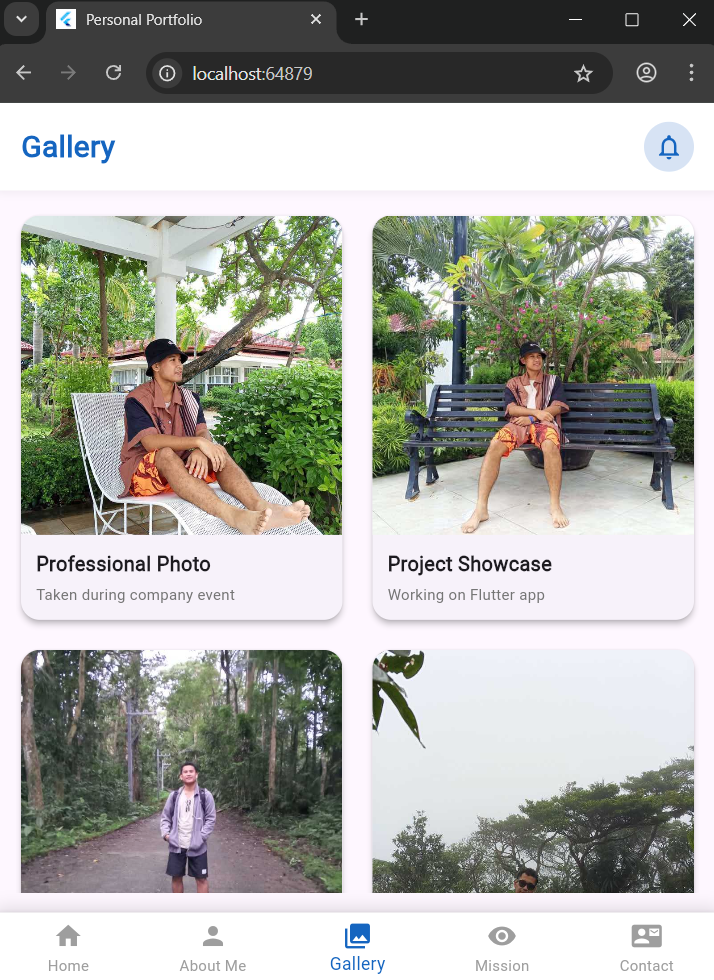 Personal Portfolio
localhost:64879
Gallery
Professional Photo
Taken during company event
Project Showcase
Working on Flutter app
Home
About Me
Gallery
Mission
Contact